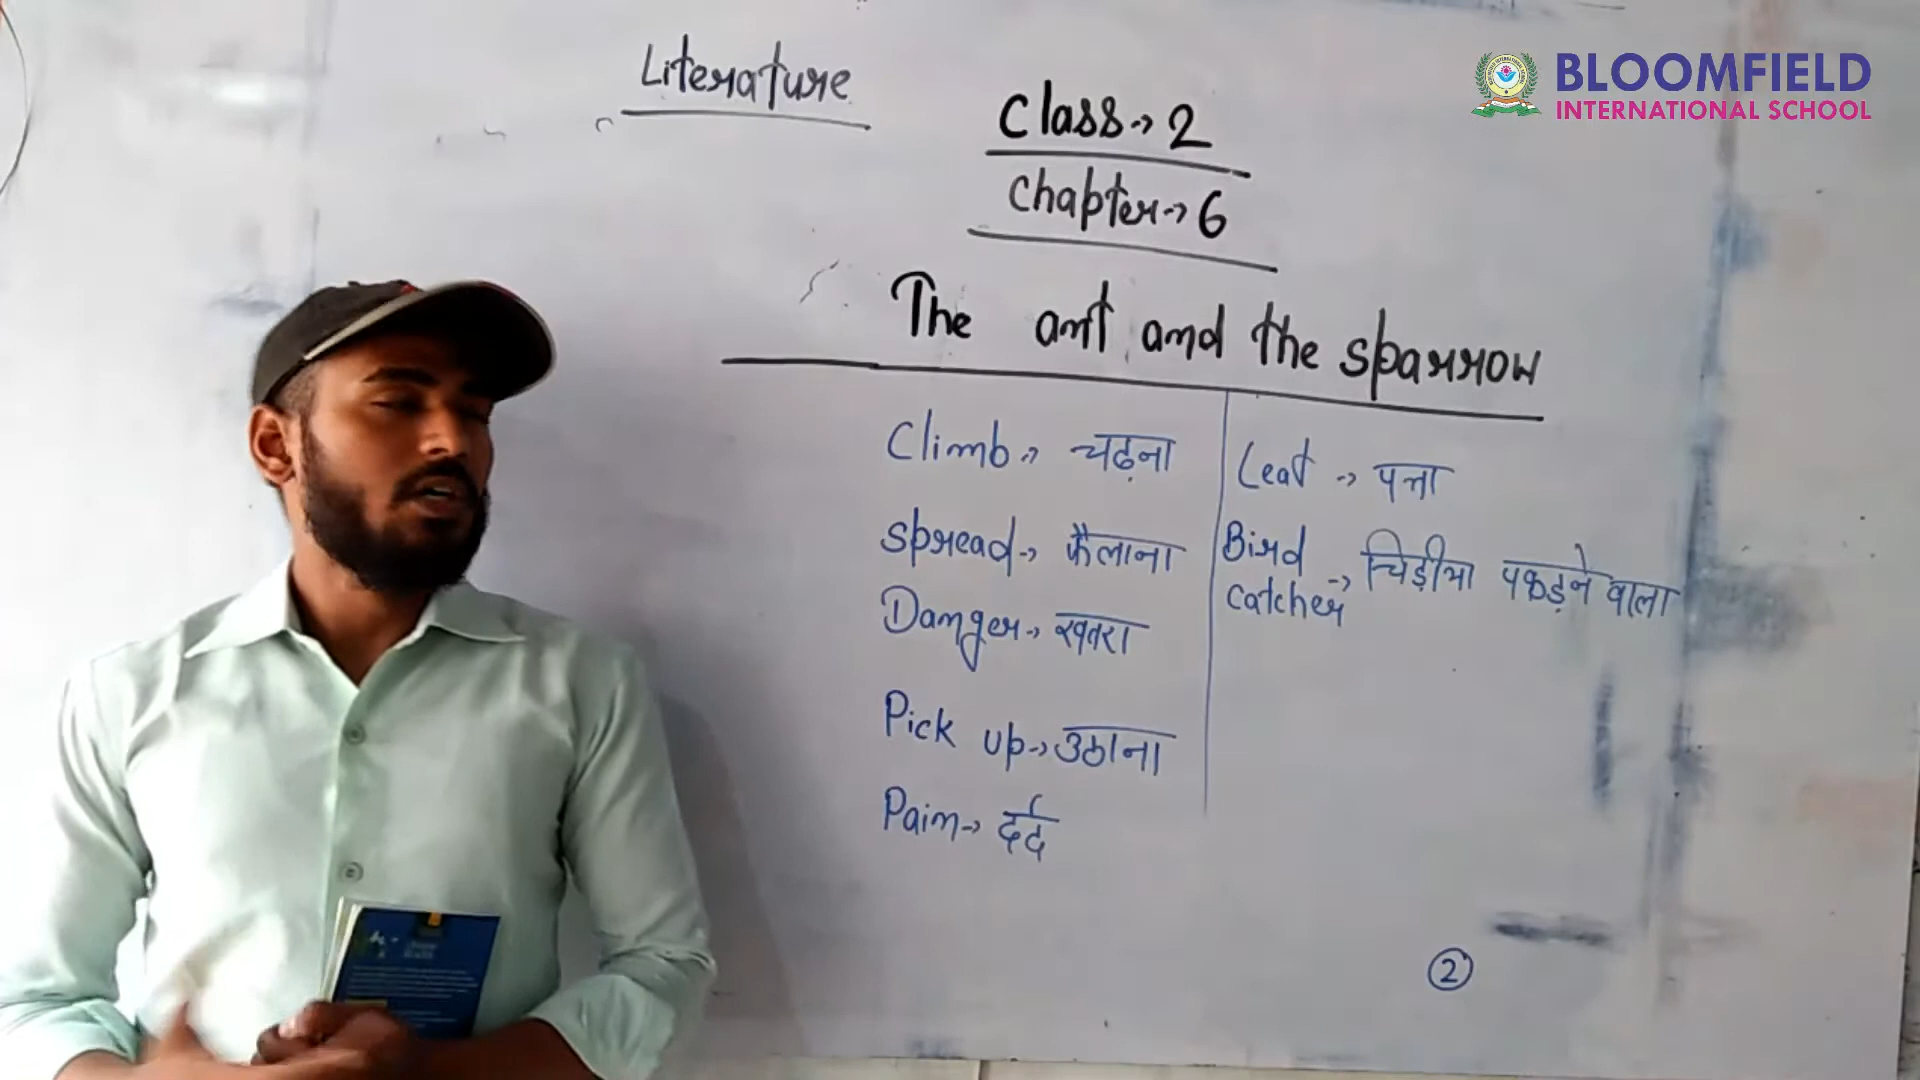 Literature
BLOOMFIELD
INTERNATIONAL SCHOOL
Class→2
Chapter→6
The ant and the sparrow
Climb→ चढ़ना
Spread→ फैलाना
Danger→ खतरा
Pick up→उठाना
Pain→ दर्द
Leaf → पत्ता
Bird
catcher → चिड़ीया पकड़ने वाला
2